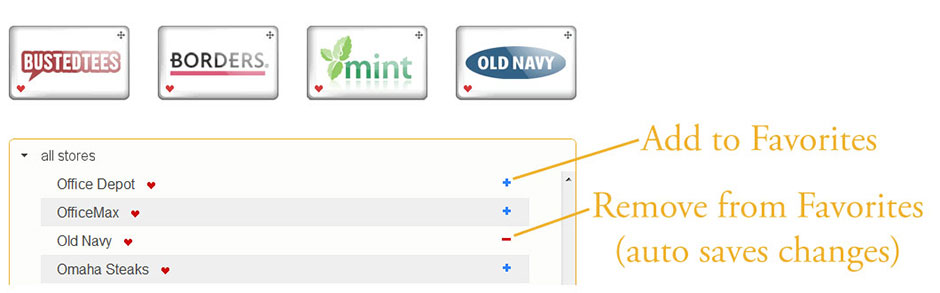 BUSTEDTEES
BORDERS.
mint
OLD NAVY
all stores
Office Depot
OfficeMax
Old Navy
Omaha Steaks
Add to Favorites
Remove from Favorites
(auto saves changes)